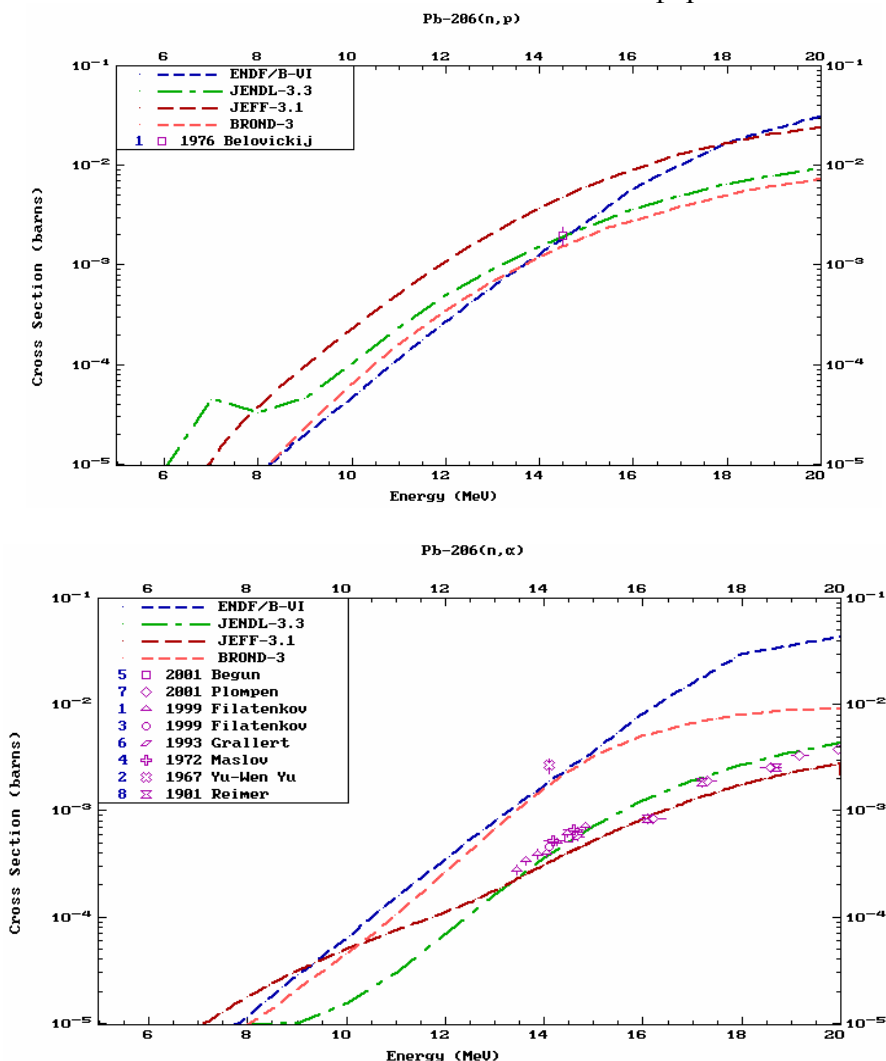 Pb-206(n,p)
6 8 10 12 14 16 18 20
10⁻¹ 10⁻¹
ENDF/B-VI
JENDL-3.3
JEFF-3.1
BROND-3
1 1976 Belovickij
10⁻² 10⁻²
10⁻³ 10⁻³
10⁻⁴ 10⁻⁴
10⁻⁵ 10⁻⁵
Cross Section (barns)
6 8 10 12 14 16 18 20
Energy (MeV)
Pb-206(n,α)
6 8 10 12 14 16 18 20
10⁻¹ 10⁻¹
ENDF/B-VI
JENDL-3.3
JEFF-3.1
BROND-3
5 2001 Begun
7 2001 Plompen
1 1999 Filatenkov
3 1999 Filatenkov
6 1993 Grallert
4 1972 Maslov
2 1967 Yu-Wen Yu
8 1901 Reimer
10⁻² 10⁻²
10⁻³ 10⁻³
10⁻⁴ 10⁻⁴
10⁻⁵ 10⁻⁵
Cross Section (barns)
6 8 10 12 14 16 18 20
Energy (MeV)